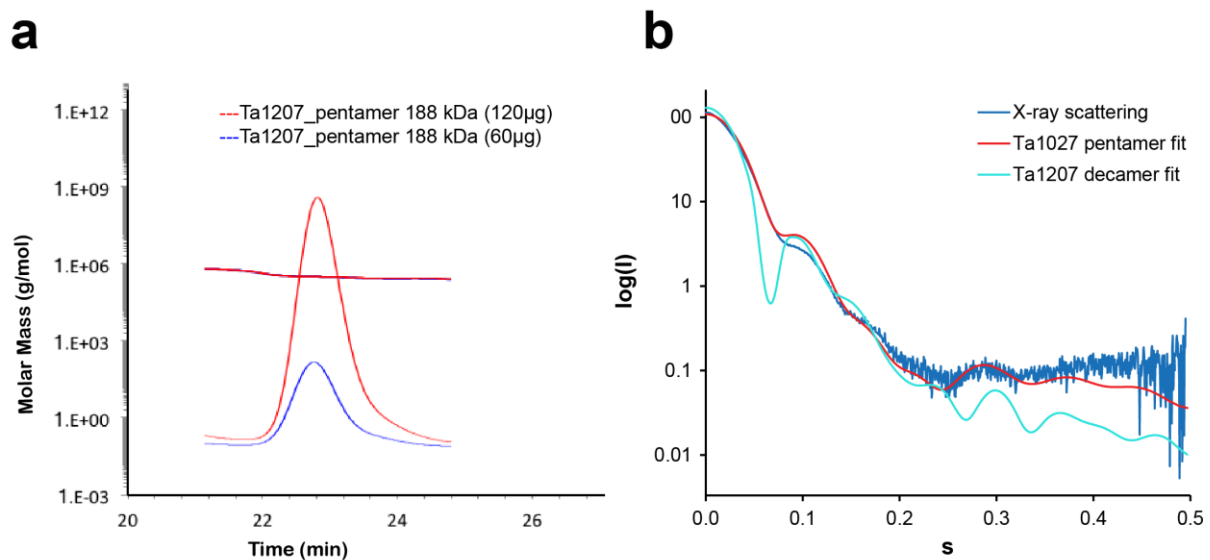 a
Molar Mass (g/mol)
1.E+12
1.E+09
1.E+06
1.E+03
1.E+00
1.E-03
Ta1207_pentamer 188 kDa (120µg)
Ta1207_pentamer 188 kDa (60µg)
20
22
24
26
Time (min)
b
log(I)
00
10
1
0.1
0.01
X-ray scattering
Ta1027 pentamer fit
Ta1207 decamer fit
0.0
0.1
0.2
0.3
0.4
0.5
s